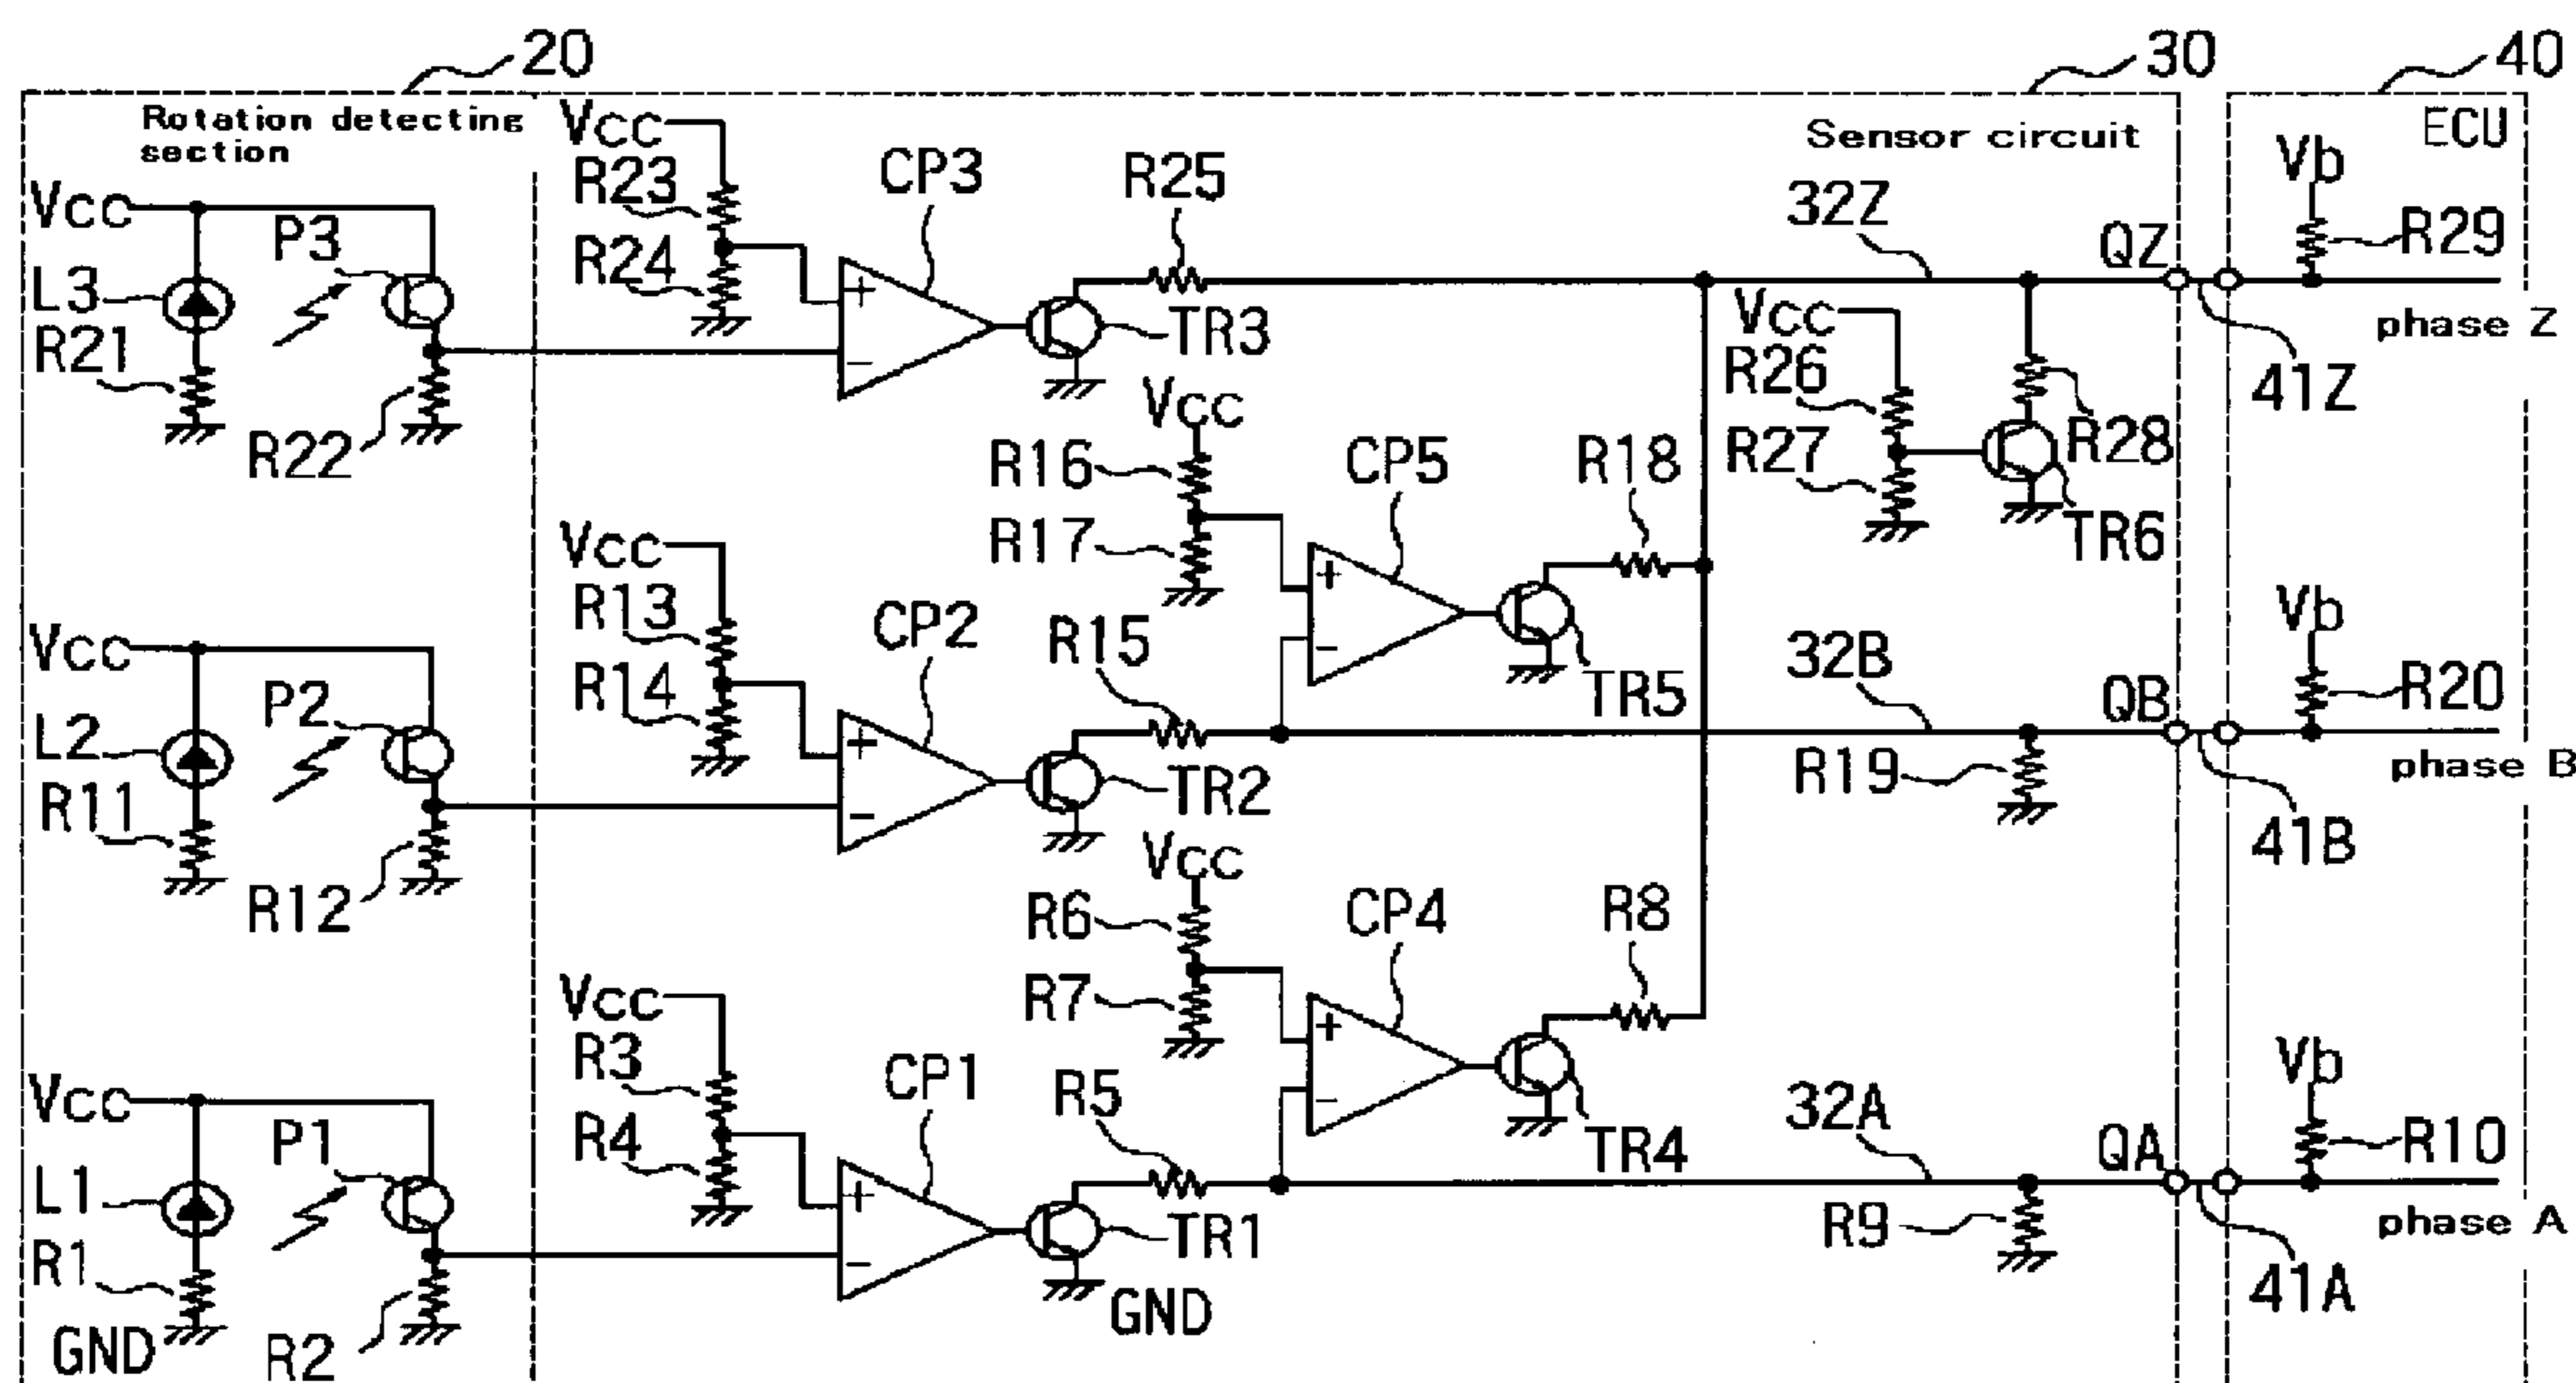 20
30
40
Rotation detecting
section
Sensor circuit
ECU
Vcc
R23
R24
CP3
R25
32Z
QZ
Vb
R29
Vcc
P3
L3
R21
R22
TR3
Vcc
R26
R27
R28
TR6
41Z
phase Z
Vcc
R16
R17
CP5
R18
TR5
Vcc
R13
R14
CP2
R15
32B
QB
Vb
R20
Vcc
P2
L2
R11
R12
TR2
R19
41B
phase B
Vcc
R6
R7
CP4
R8
TR4
Vcc
R3
R4
CP1
R5
32A
QA
Vb
R10
Vcc
P1
L1
R1
GND
R2
TR1
GND
R9
41A
phase A
+
−
+
−
+
−
+
−
+
−